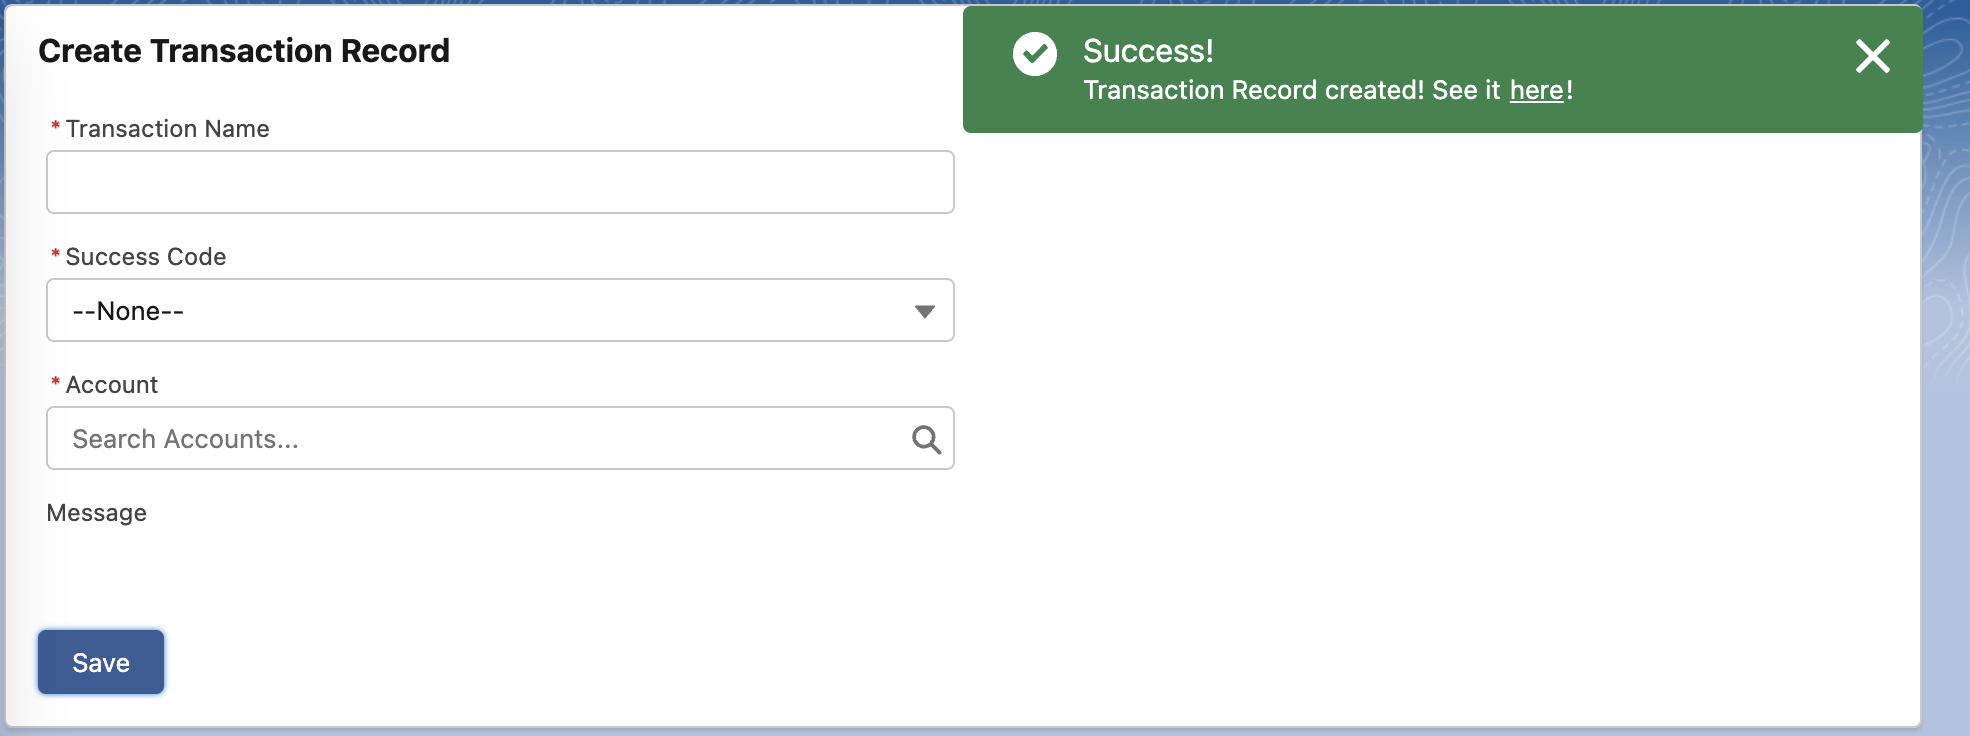 Create Transaction Record
Success!
Transaction Record created! See it here!
* Transaction Name
* Success Code
--None--
* Account
Search Accounts...
Message
Save